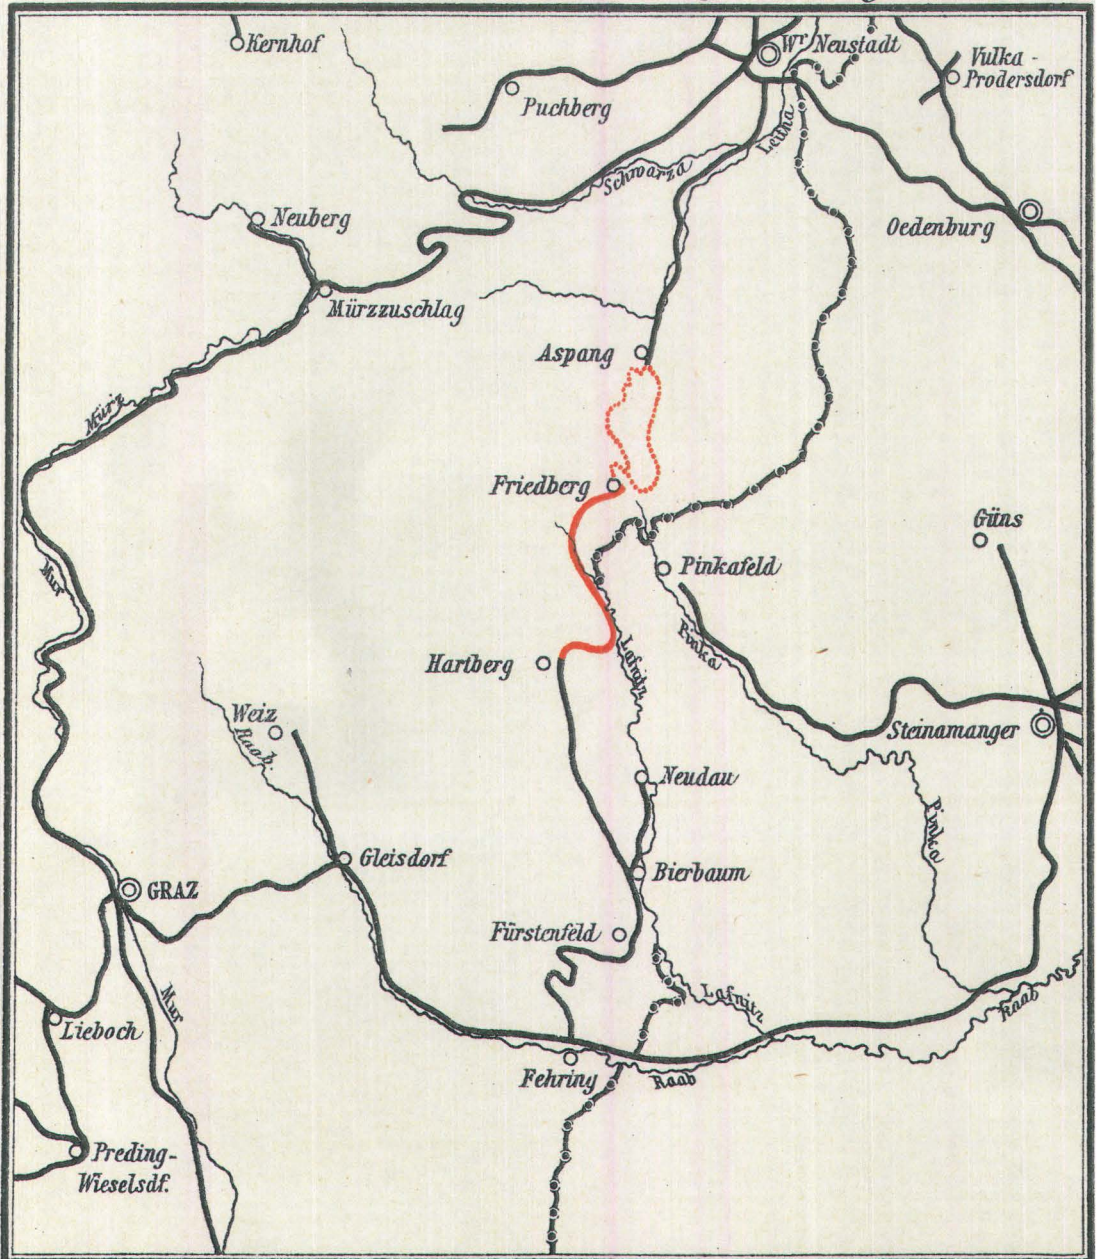 Kernhof
Wr Neustadt
Vulka-
Prodersdorf
Puchberg
Leitha
Schwarza
Neuberg
Oedenburg
Mürzzuschlag
Aspang
Mürz
Friedberg
Güns
Mur
Pinkafeld
Pinka
Hartberg
Lafnitz
Weiz
Raab.
Steinamanger
Neudau
Pinka
Gleisdorf
Bierbaum
GRAZ
Fürstenfeld
Lafnitz
Mur
Raab
Lieboch
Fehring
Raab
Preding-
Wieselsdf.